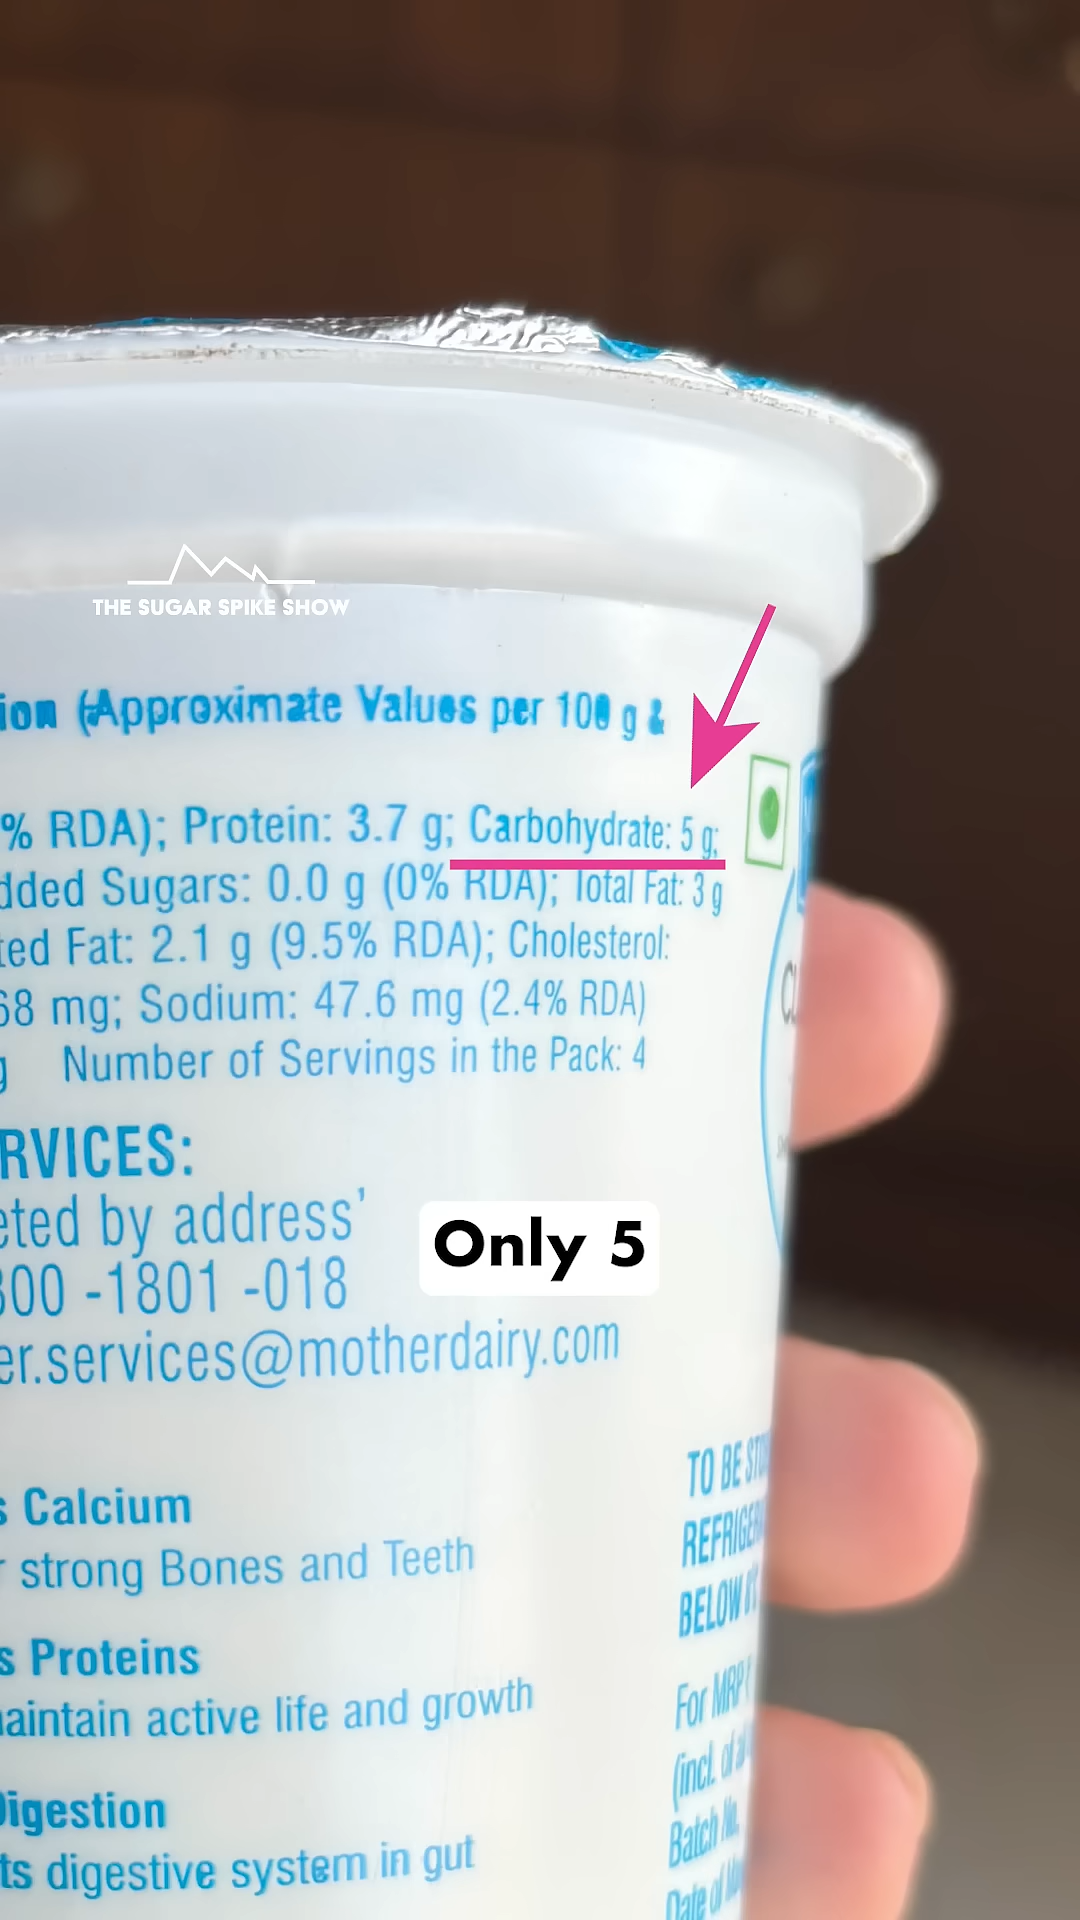 THE SUGAR SPIKE SHOW
ion (Approximate Values per 100 g &
% RDA); Protein: 3.7 g; Carbohydrate: 5 g;
dded Sugars: 0.0 g (0% RDA); Total Fat: 3 g
ted Fat: 2.1 g (9.5% RDA); Cholesterol:
68 mg; Sodium: 47.6 mg (2.4% RDA)
g Number of Servings in the Pack: 4
RVICES:
eted by address'
Only 5
800 -1801 -018
er.services@motherdairy.com
TO BE
REFRIGER
BELOW
s Calcium
r strong Bones and Teeth
s Proteins
aintain active life and growth
For MRP
(incl. of
Batch No.
Date of
Digestion
ts digestive system in gut